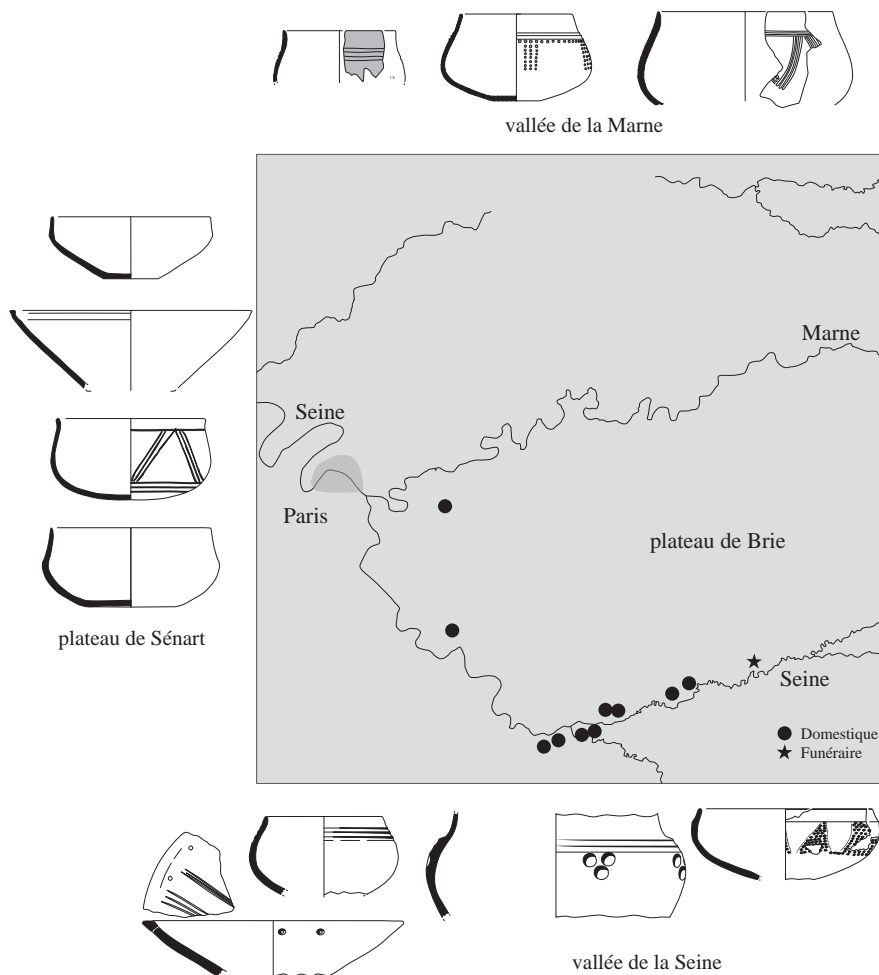 vallée de la Marne
Marne
Seine
Paris
plateau de Brie
plateau de Sénart
Seine
Domestique
Funéraire
vallée de la Seine